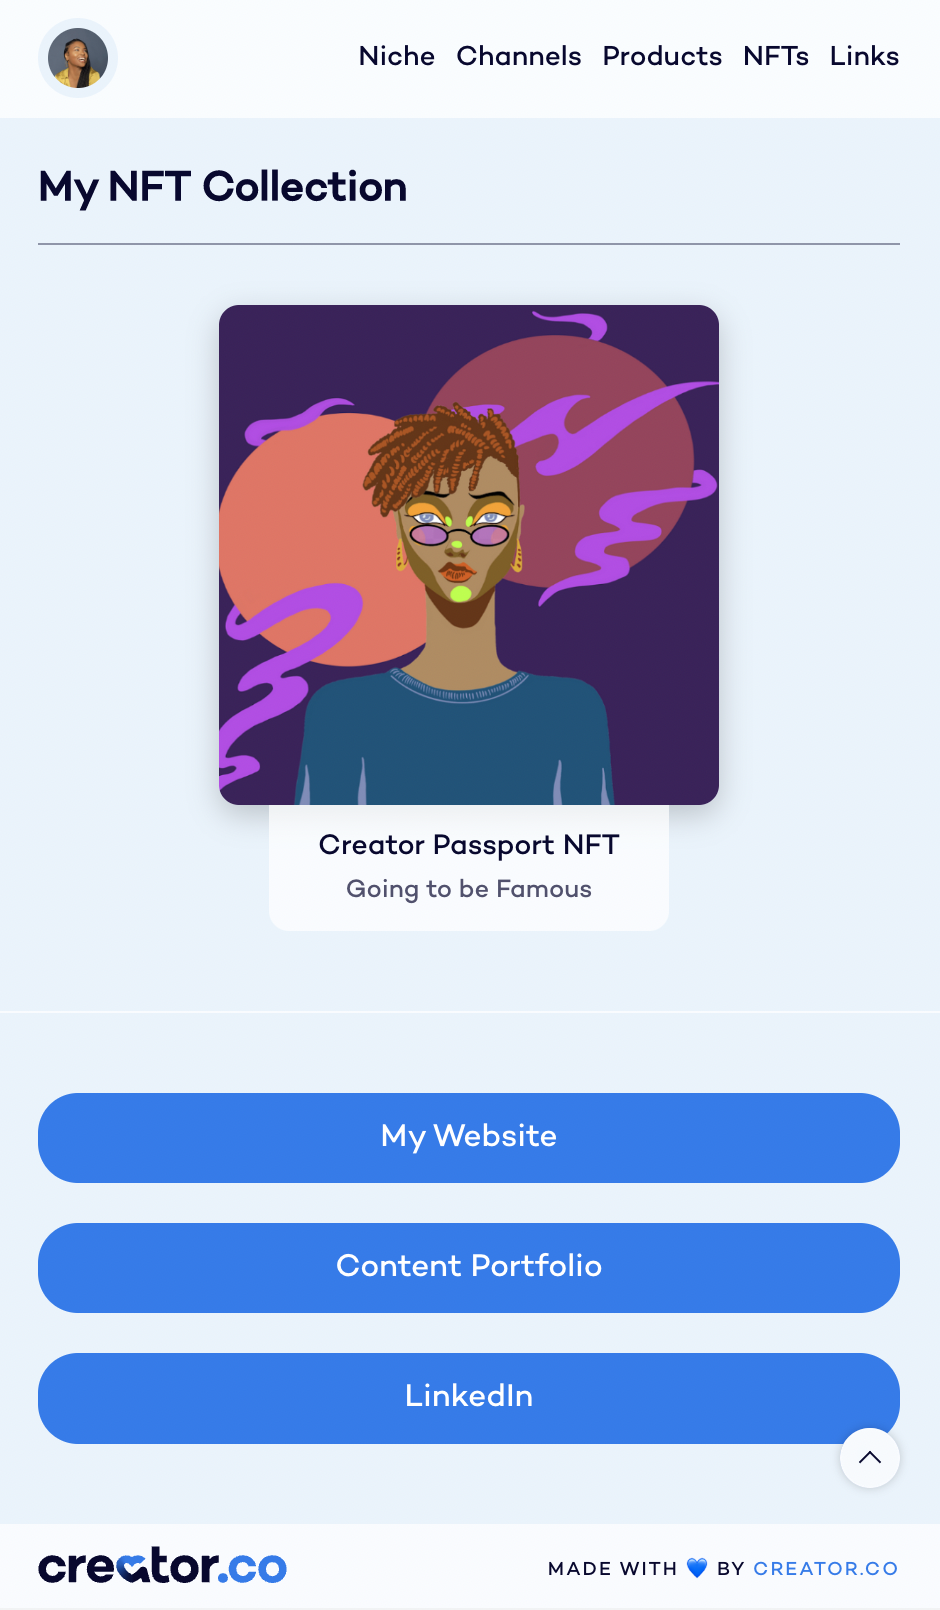 Niche Channels Products NFTs Links
My NFT Collection
Creator Passport NFT
Going to be Famous
My Website
Content Portfolio
LinkedIn
creator.co
MADE WITH 💙 BY CREATOR.CO